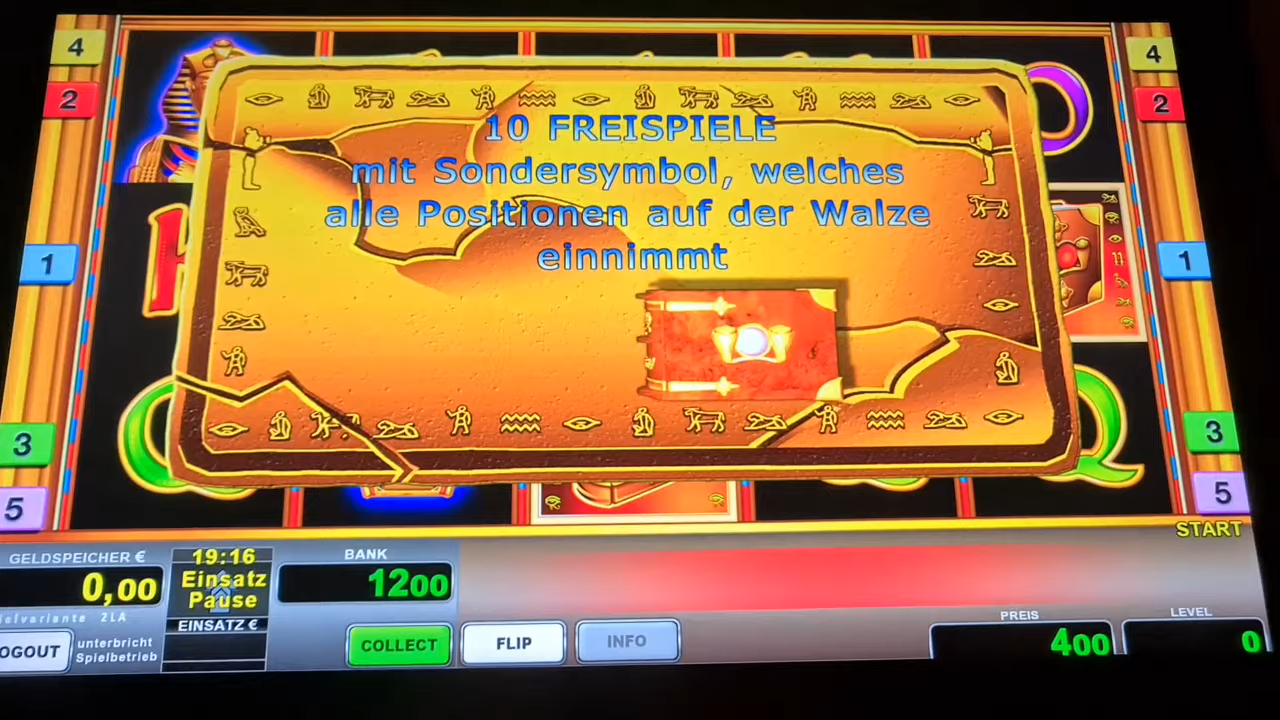 4
4
2
2
10 FREISPIELE
mit Sondersymbol, welches
alle Positionen auf der Walze
einnimmt
1
1
3
3
5
5
START
GELDSPEICHER €
0,00
19:16
Einsatz
Pause
EINSATZ €
BANK
1200
2LA
OGOUT
unterbricht
Spielbetrieb
COLLECT
FLIP
INFO
PREIS
400
LEVEL
0